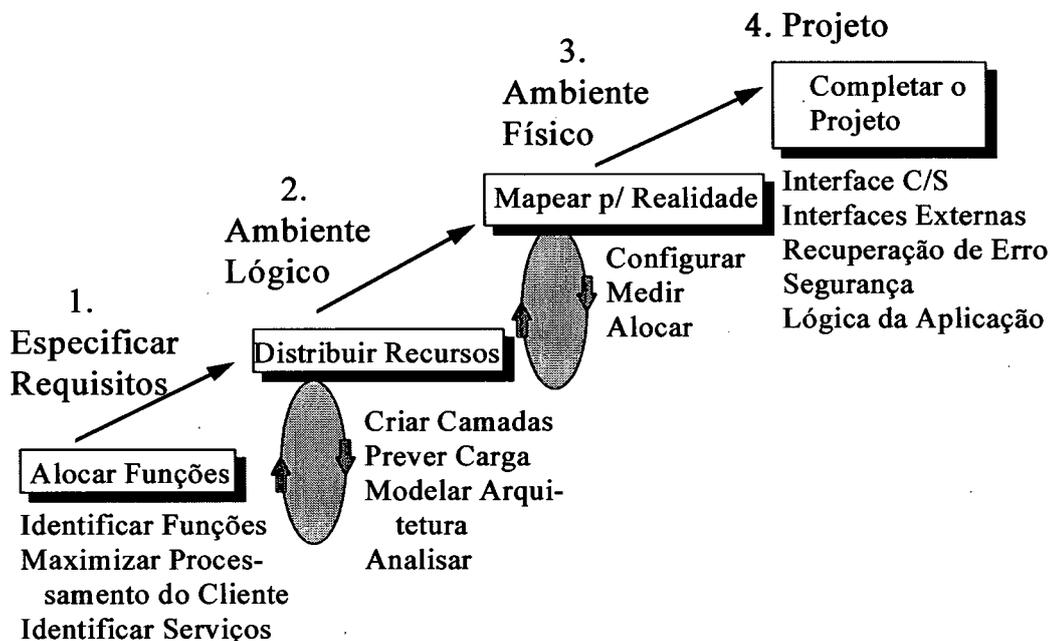 1.
Especificar
Requisitos
Alocar Funções
Identificar Funções
Maximizar Proces-
samento do Cliente
Identificar Serviços
2.
Ambiente
Lógico
Distribuir Recursos
Criar Camadas
Prever Carga
Modelar Arqui-
tetura
Analisar
3.
Ambiente
Físico
Mapear p/ Realidade
Configurar
Medir
Alocar
4. Projeto
Completar o
Projeto
Interface C/S
Interfaces Externas
Recuperação de Erro
Segurança
Lógica da Aplicação